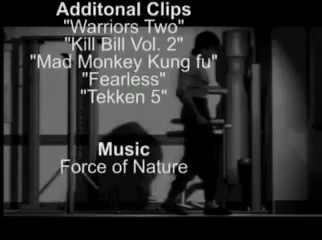 Additonal Clips
"Warriors Two"
"Kill Bill Vol. 2"
"Mad Monkey Kung fu"
"Fearless"
"Tekken 5"
Music
Force of Nature